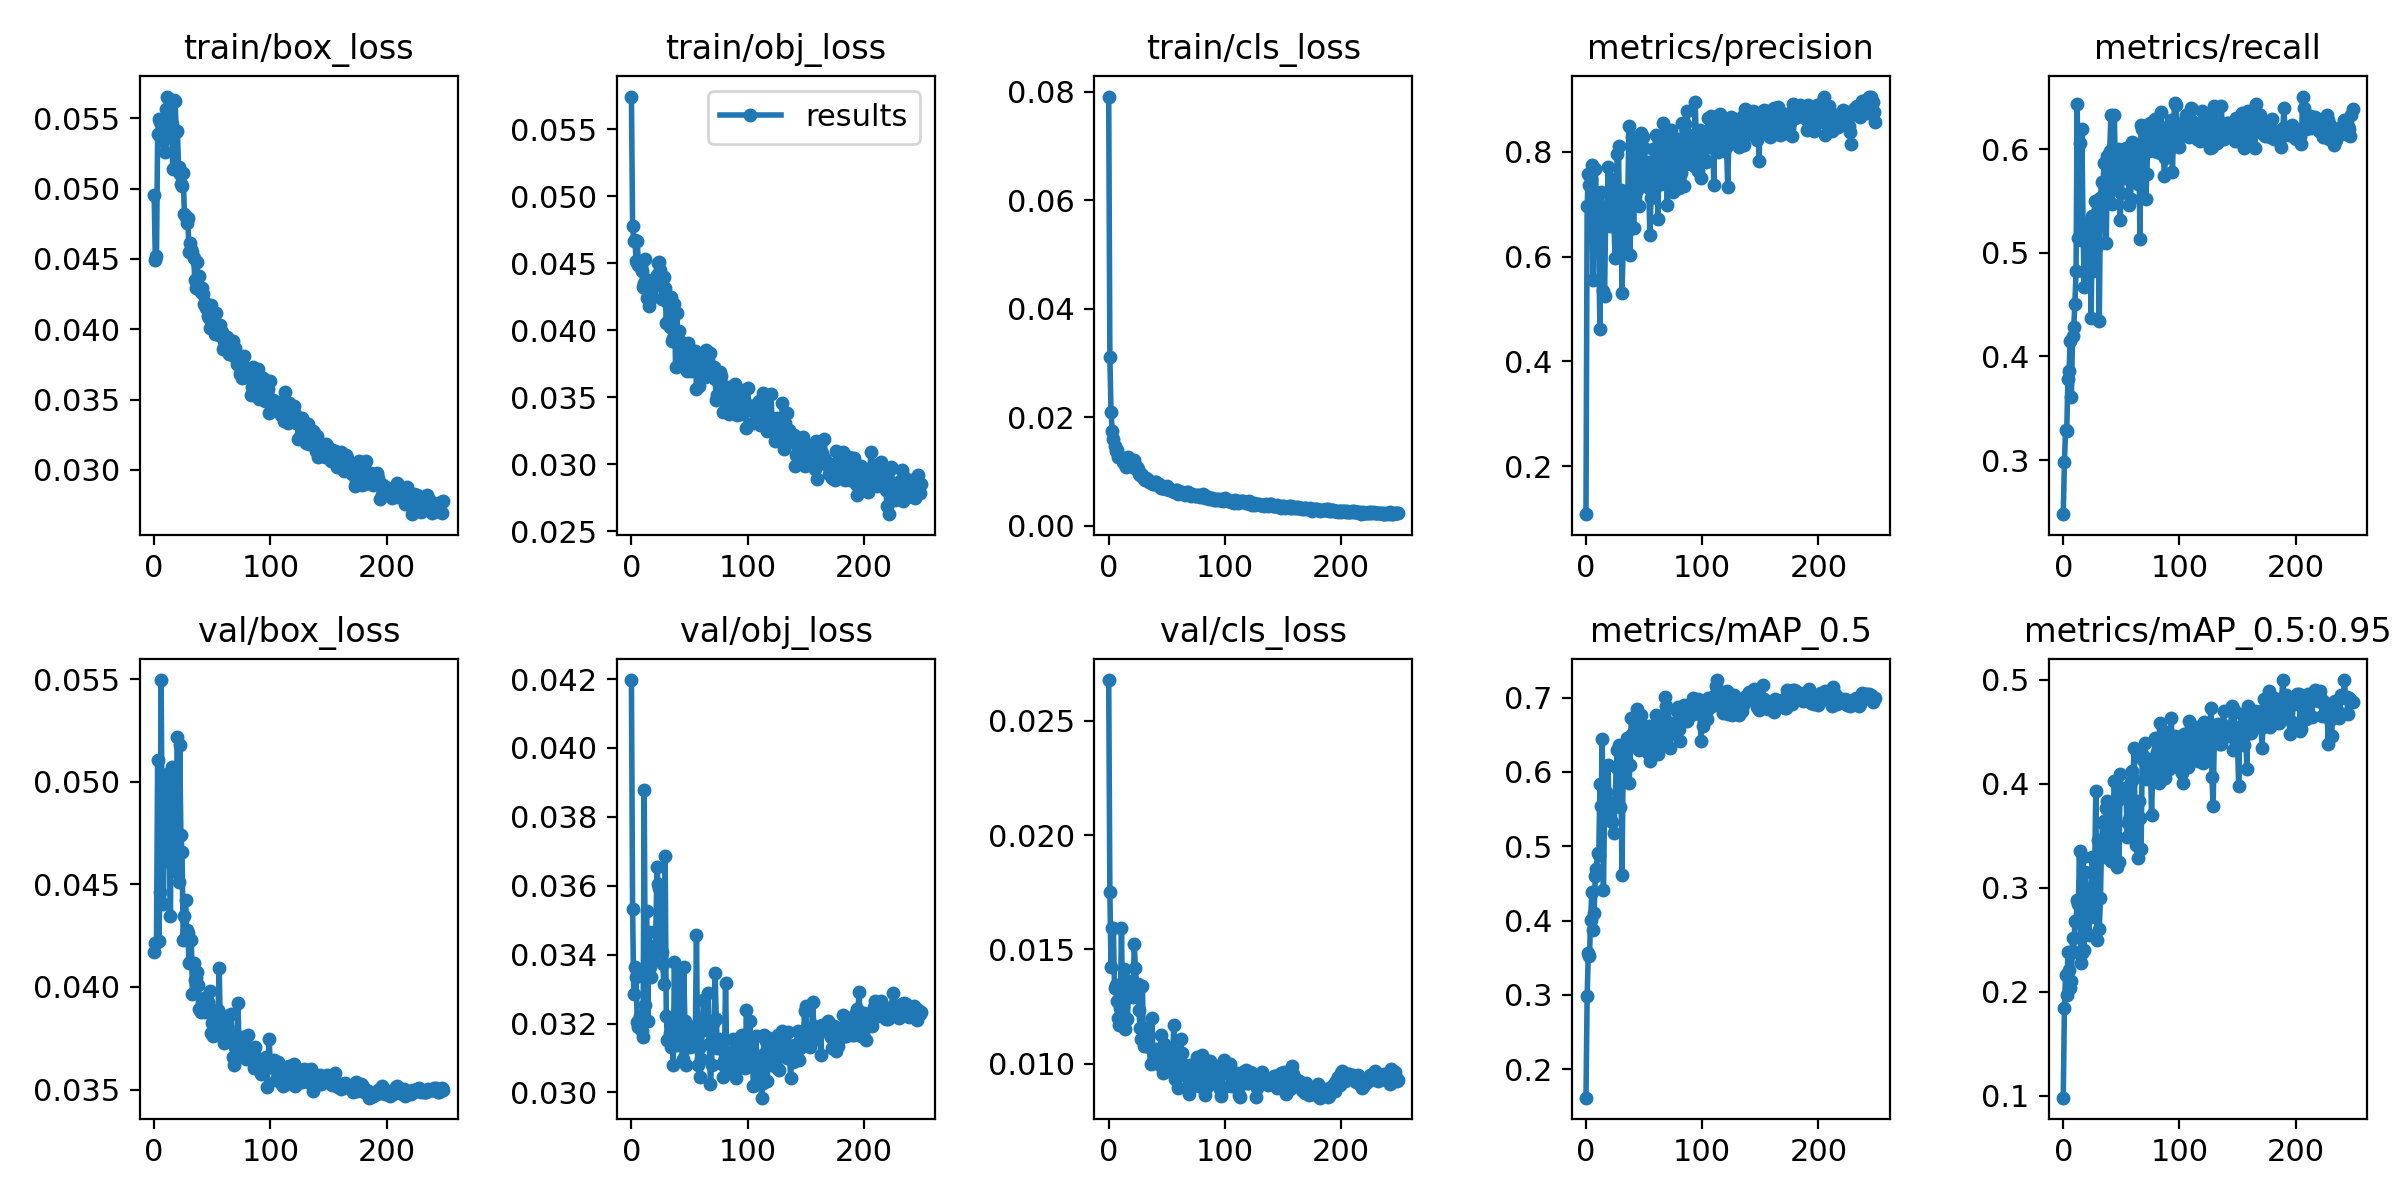 train/box_loss
0.055
0.050
0.045
0.040
0.035
0.030
0 100 200
train/obj_loss
results
0.055
0.050
0.045
0.040
0.035
0.030
0.025
0 100 200
train/cls_loss
0.08
0.06
0.04
0.02
0.00
0 100 200
metrics/precision
0.8
0.6
0.4
0.2
0 100 200
metrics/recall
0.6
0.5
0.4
0.3
0 100 200
val/box_loss
0.055
0.050
0.045
0.040
0.035
0 100 200
val/obj_loss
0.042
0.040
0.038
0.036
0.034
0.032
0.030
0 100 200
val/cls_loss
0.025
0.020
0.015
0.010
0 100 200
metrics/mAP_0.5
0.7
0.6
0.5
0.4
0.3
0.2
0 100 200
metrics/mAP_0.5:0.95
0.5
0.4
0.3
0.2
0.1
0 100 200